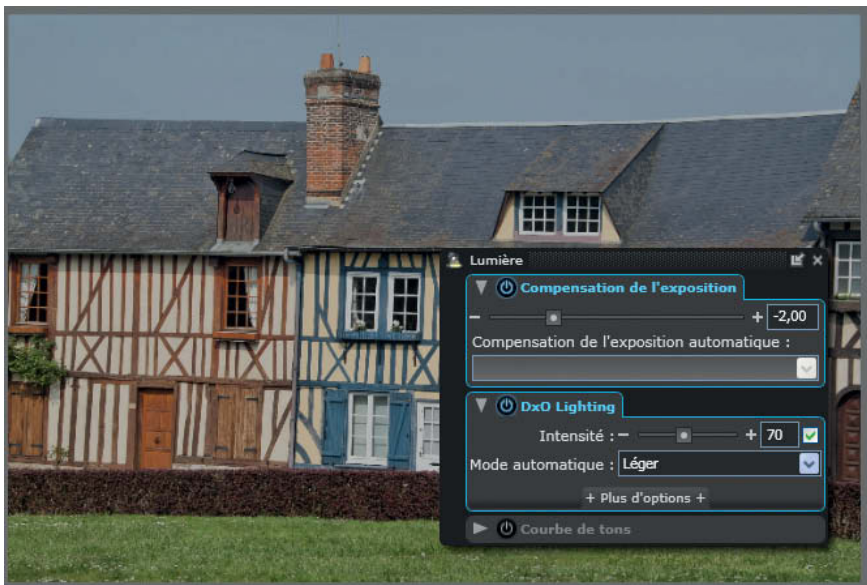 Lumière
Compensation de l'exposition
- + -2,00
Compensation de l'exposition automatique :
DxO Lighting
Intensité : - + 70
Mode automatique : Léger
+ Plus d'options +
Courbe de tons